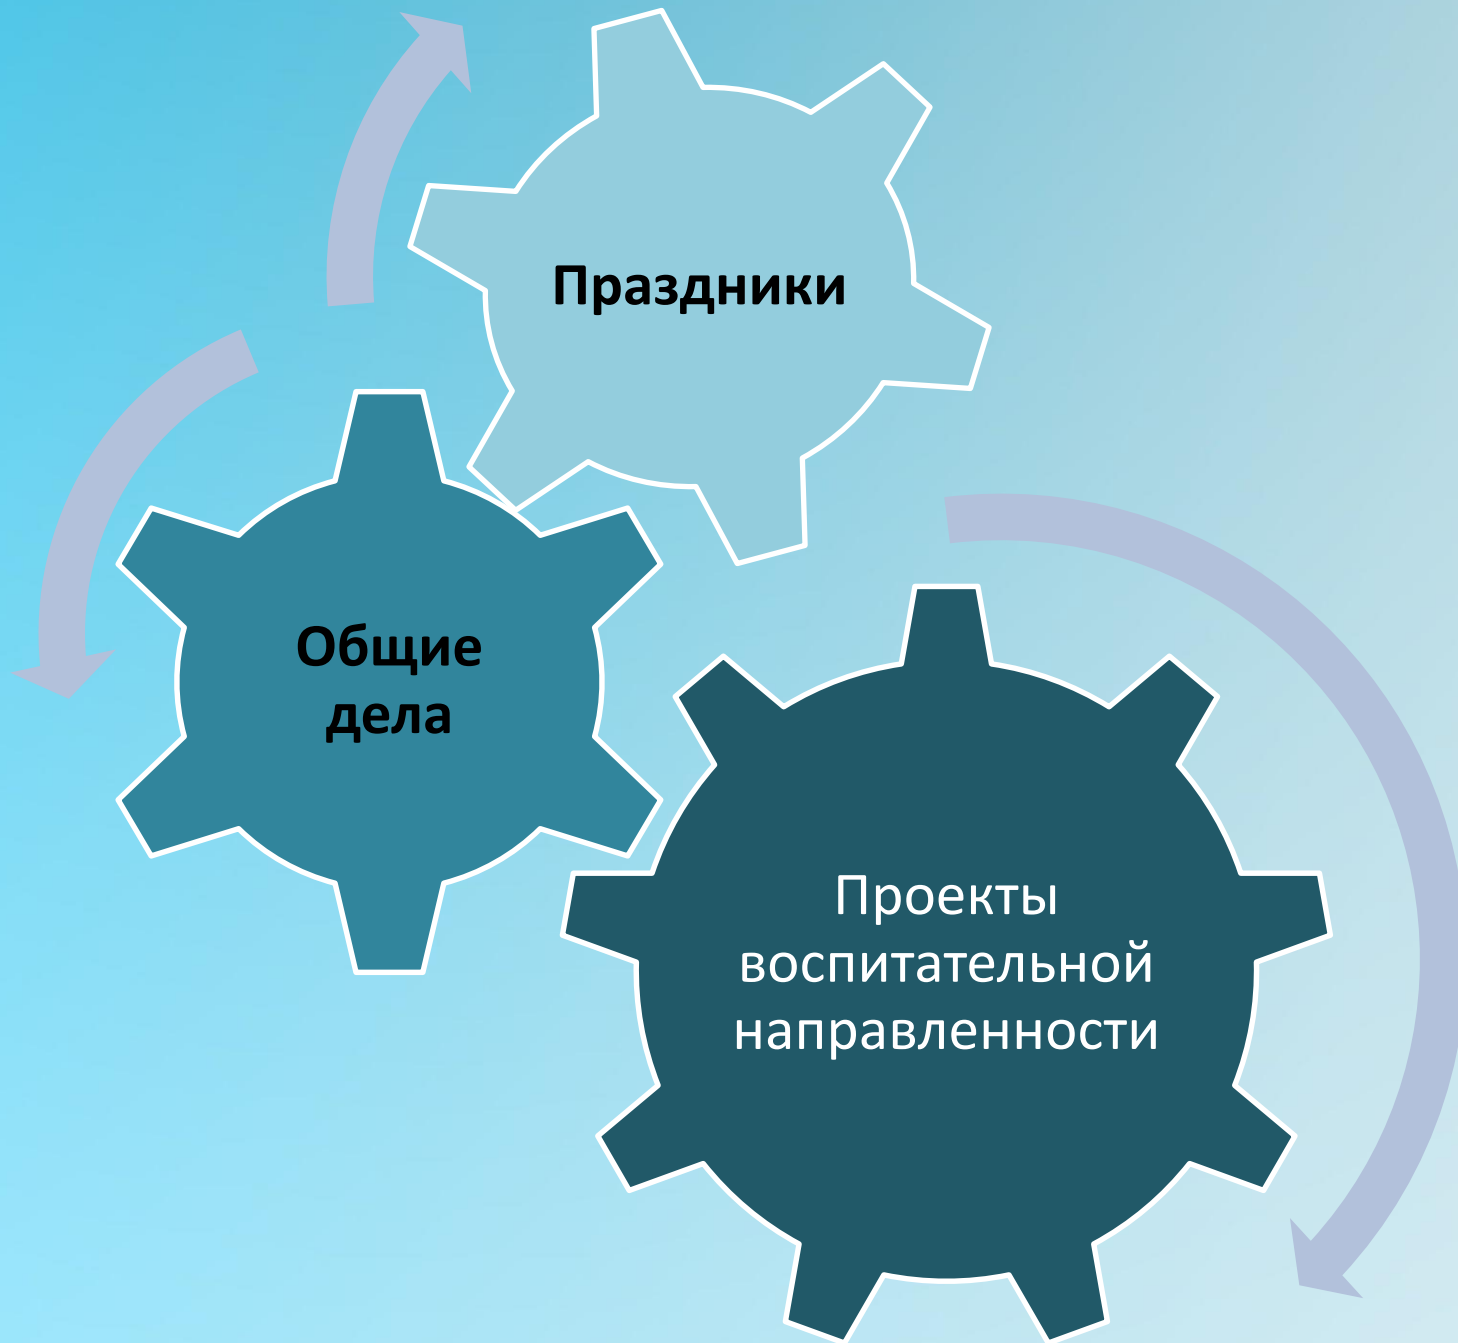 Праздники
Общие
дела
Проекты
воспитательной
направленности